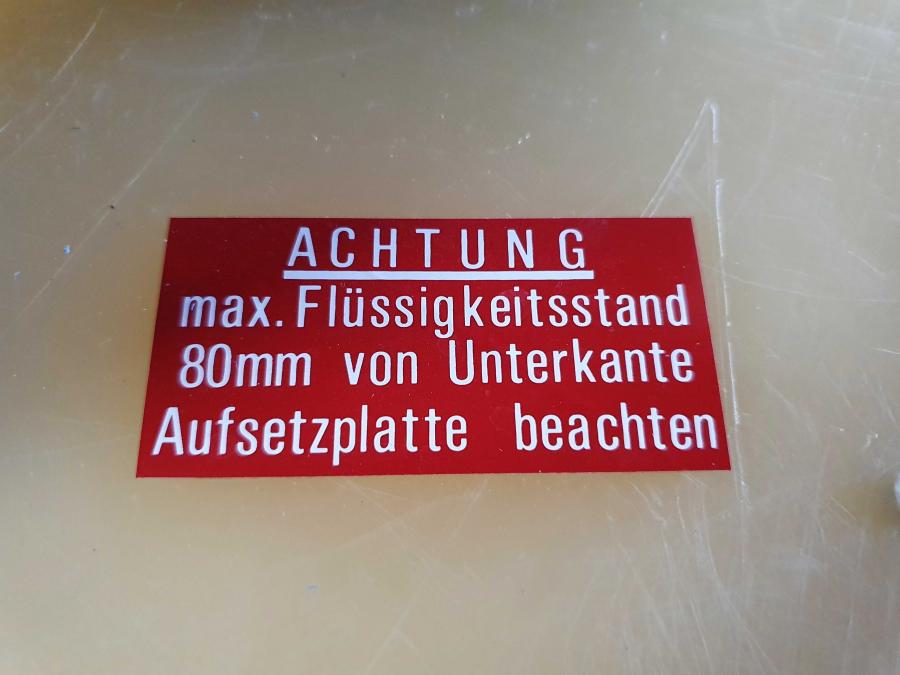 ACHTUNG
max. Flüssigkeitsstand
80mm von Unterkante
Aufsetzplatte beachten